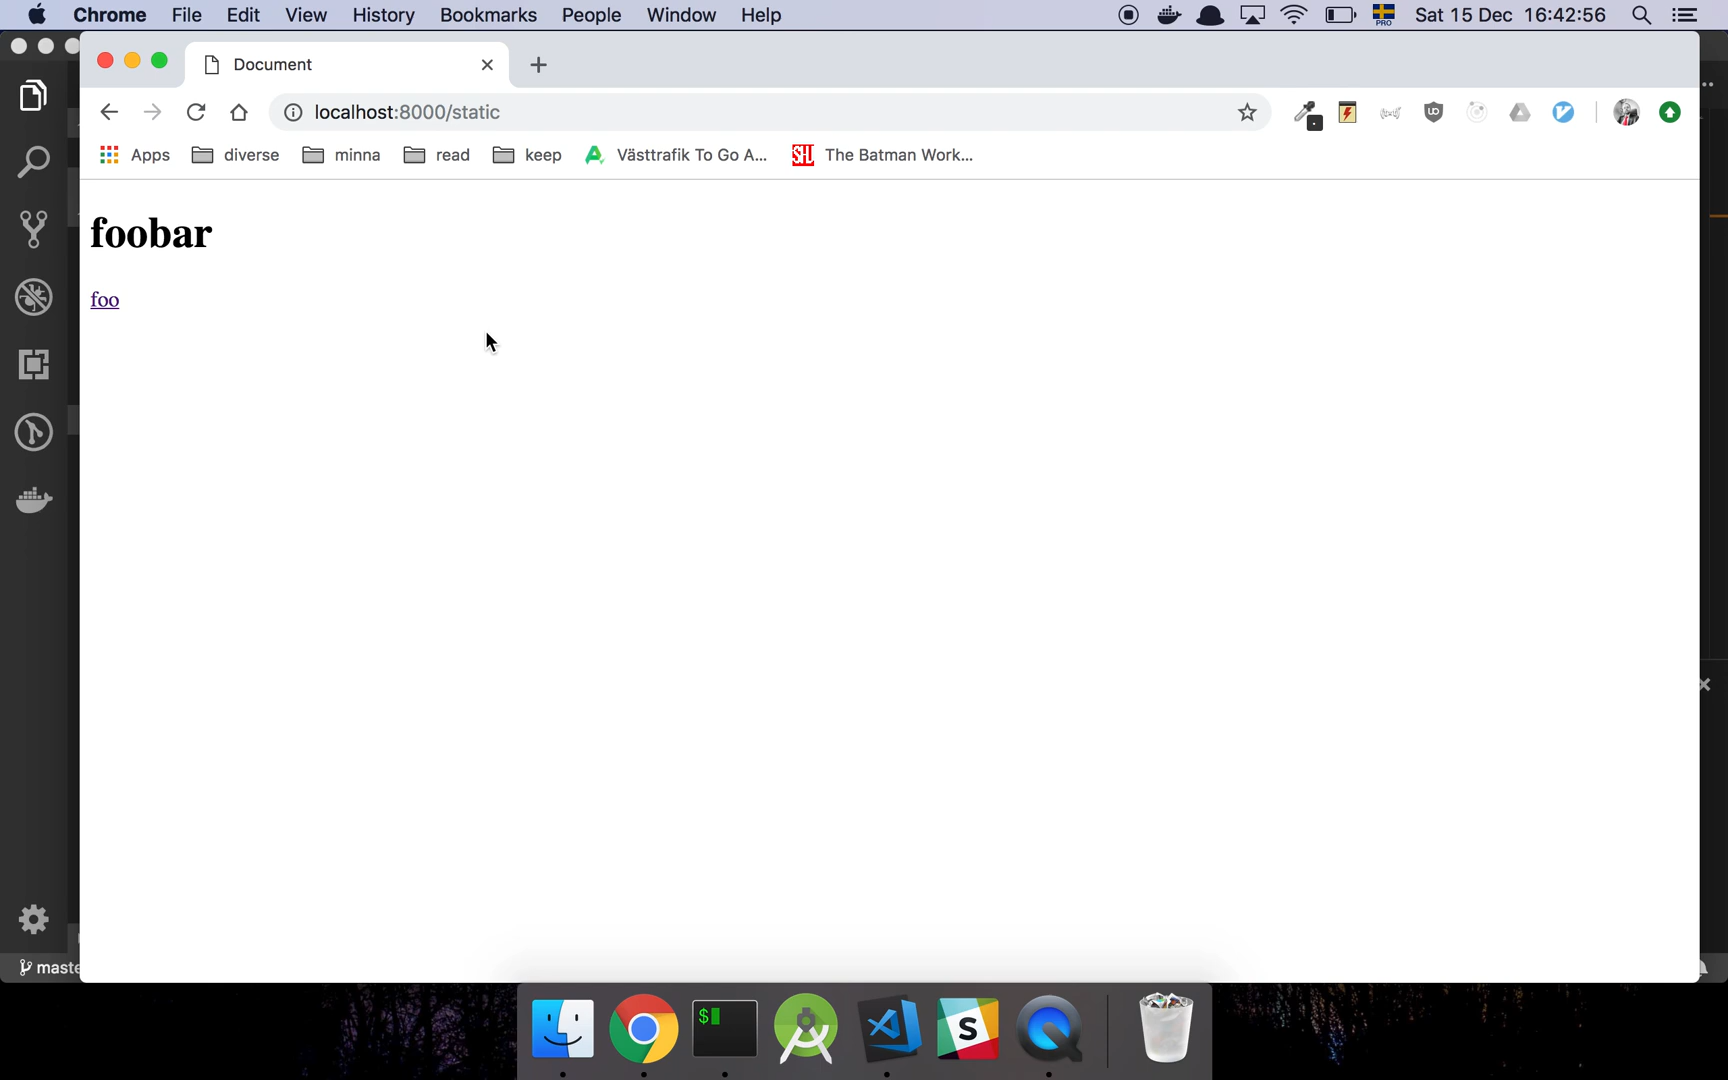 Chrome File Edit View History Bookmarks People Window Help PRO Sat 15 Dec 16:42:56
Document
localhost:8000/static
Apps diverse minna read keep Västtrafik To Go A... The Batman Work...
foobar
foo
maste
$
S